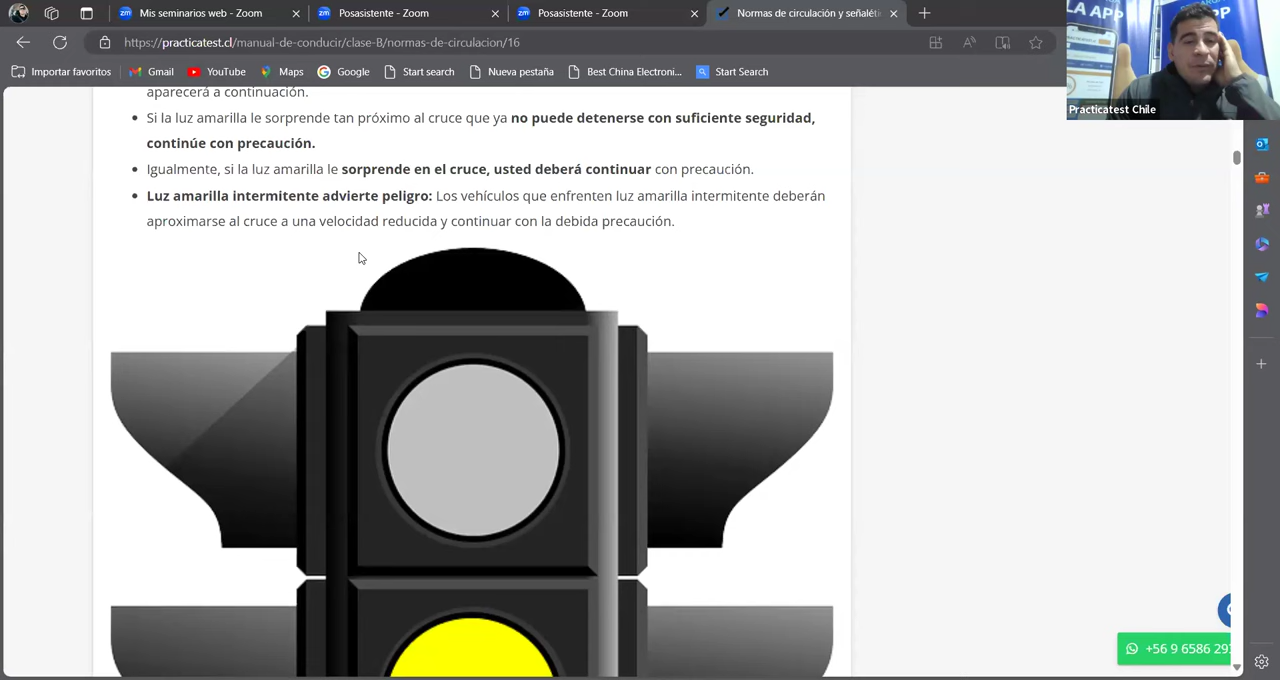 Mis seminarios web - Zoom
Posasistente - Zoom
Posasistente - Zoom
Normas de circulación y señaléti
https://practicatest.cl/manual-de-conducir/clase-B/normas-de-circulacion/16
Importar favoritos
Gmail
YouTube
Maps
Google
Start search
Nueva pestaña
Best China Electroni...
Start Search
LA APP
APP
Practicatest Chile
aparecerá a continuación.
Si la luz amarilla le sorprende tan próximo al cruce que ya no puede detenerse con suficiente seguridad,
continúe con precaución.
Igualmente, si la luz amarilla le sorprende en el cruce, usted deberá continuar con precaución.
Luz amarilla intermitente advierte peligro: Los vehículos que enfrenten luz amarilla intermitente deberán
aproximarse al cruce a una velocidad reducida y continuar con la debida precaución.
+56 9 6586 29